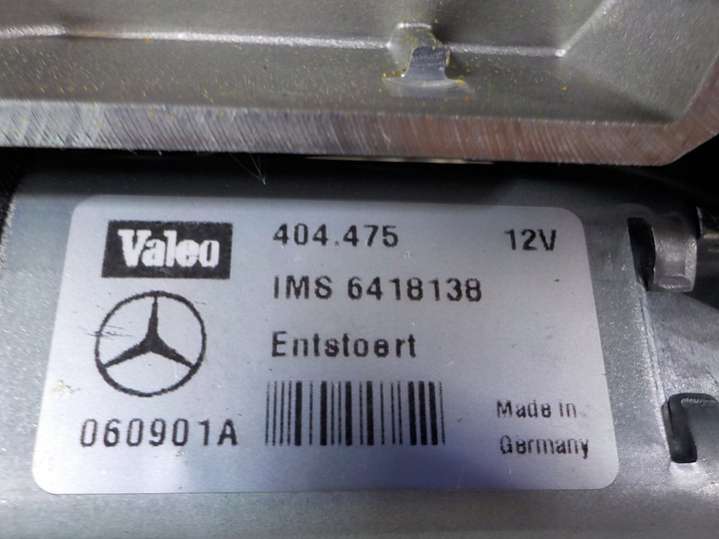 Valeo
404.475 12V
IMS 6418138
Entstoert
060901A
Made in
Germany